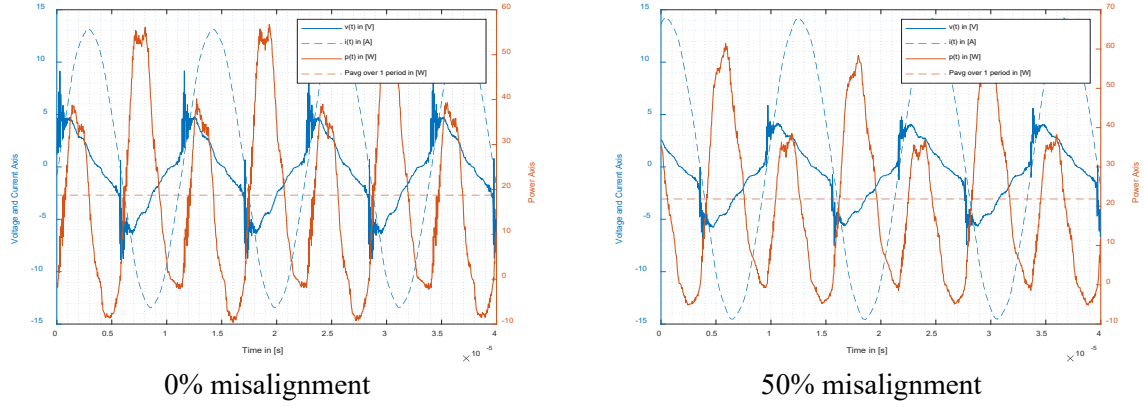 15
10
5
0
-5
-10
-15
Voltage and Current Axis
60
50
40
30
20
10
0
-10
Power Axis
v(t) in [V]
i(t) in [A]
p(t) in [W]
Pavg over 1 period in [W]
0 0.5 1 1.5 2 2.5 3 3.5 4
Time in [s]
× 10 -5
0% misalignment
15
10
5
0
-5
-10
-15
Voltage and Current Axis
70
60
50
40
30
20
10
0
-10
Power Axis
v(t) in [V]
i(t) in [A]
p(t) in [W]
Pavg over 1 period in [W]
0 0.5 1 1.5 2 2.5 3 3.5 4
Time in [s]
× 10 -5
50% misalignment